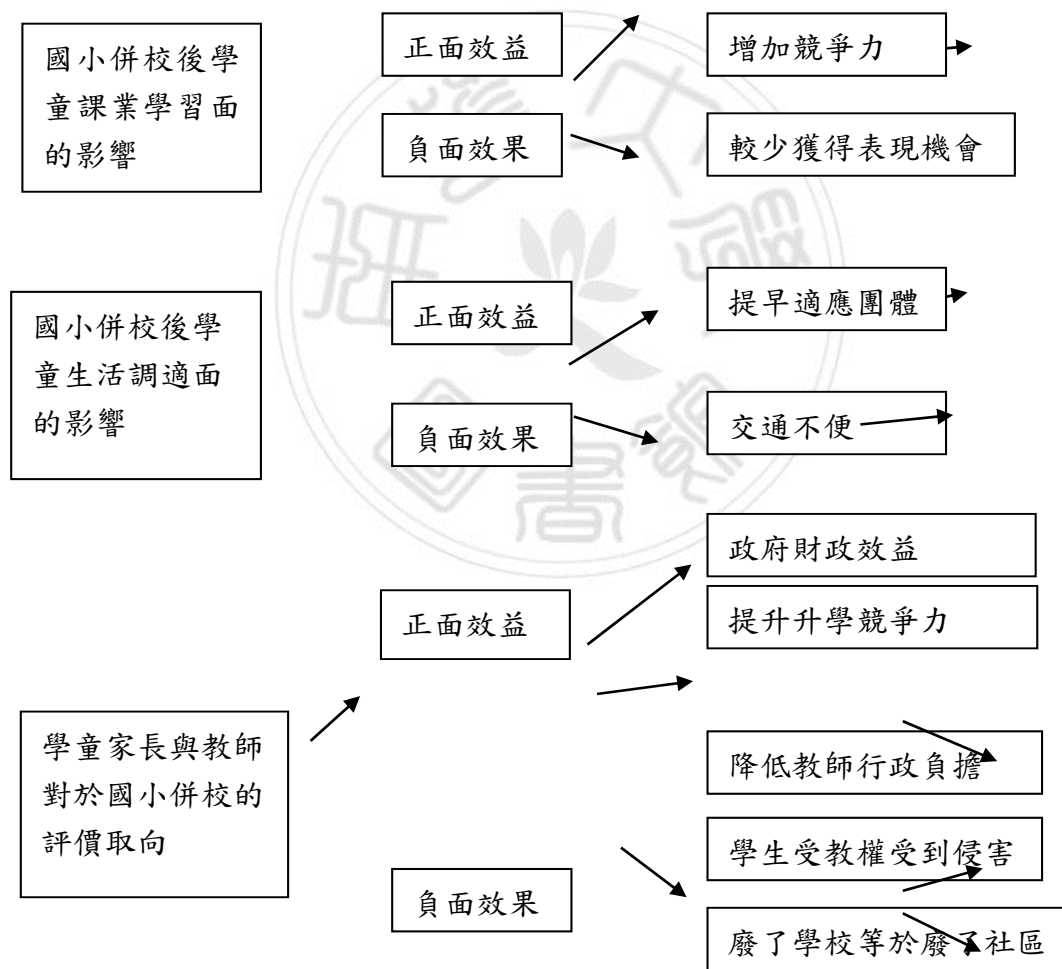 國小併校後學
童課業學習面
的影響
正面效益
增加競爭力
負面效果
較少獲得表現機會
國小併校後學
童生活調適面
的影響
正面效益
提早適應團體
負面效果
交通不便
正面效益
政府財政效益
提升升學競爭力
學童家長與教師
對於國小併校的
評價取向
降低教師行政負擔
負面效果
學生受教權受到侵害
廢了學校等於廢了社區